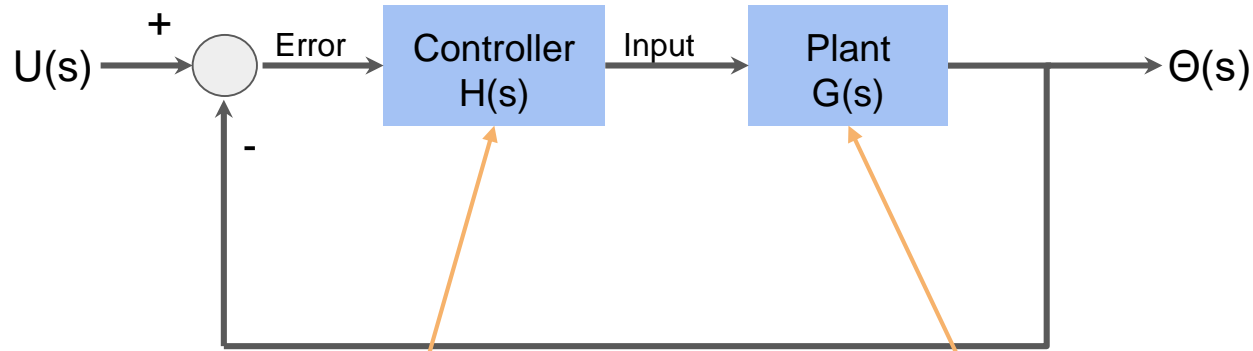 +
U(s)
Error
Controller
H(s)
Input
Plant
G(s)
Θ(s)
-